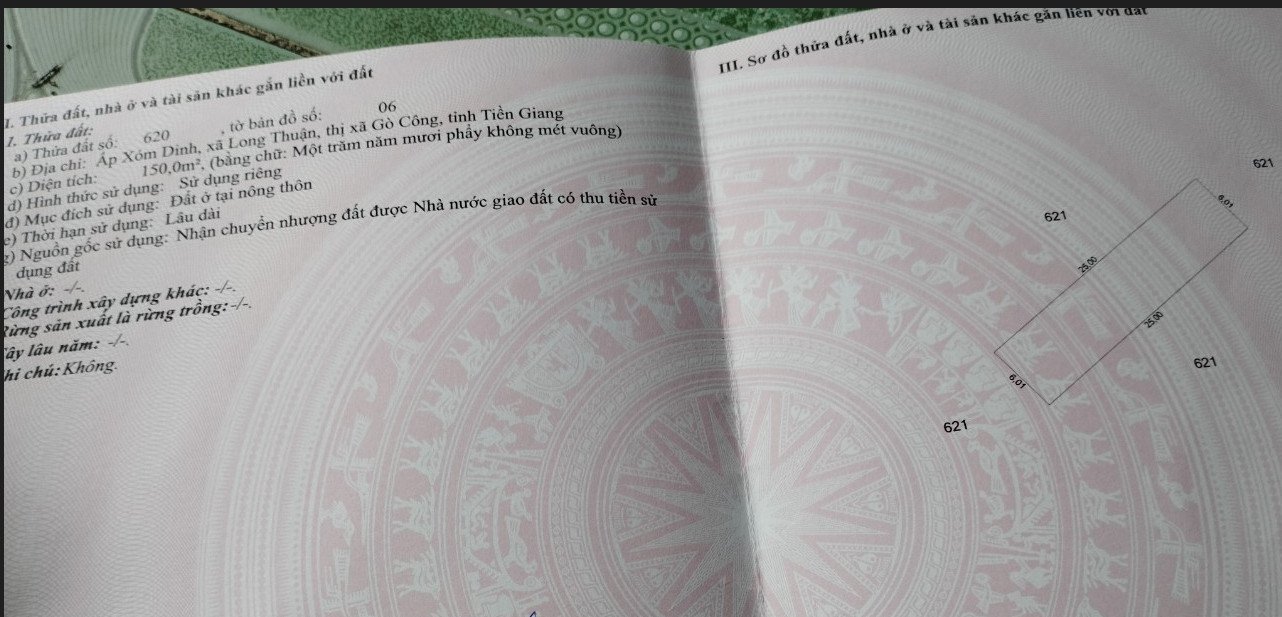 I. Thửa đất, nhà ở và tài sản khác gắn liền với đất
1. Thửa đất:
a) Thửa đất số: 620 , tờ bản đồ số: 06
b) Địa chỉ: Ấp Xóm Dinh, xã Long Thuận, thị xã Gò Công, tỉnh Tiền Giang
c) Diện tích: 150,0m², (bằng chữ: Một trăm năm mươi phẩy không mét vuông)
d) Hình thức sử dụng: Sử dụng riêng
đ) Mục đích sử dụng: Đất ở tại nông thôn
e) Thời hạn sử dụng: Lâu dài
g) Nguồn gốc sử dụng: Nhận chuyển nhượng đất được Nhà nước giao đất có thu tiền sử
dụng đất
Nhà ở: -/-.
Công trình xây dựng khác: -/-.
Rừng sản xuất là rừng trồng: -/-.
Cây lâu năm: -/-.
Ghi chú: Không.
III. Sơ đồ thửa đất, nhà ở và tài sản khác gắn liền với đất
621
6,01
621
25,00
25,00
621
6,01
621